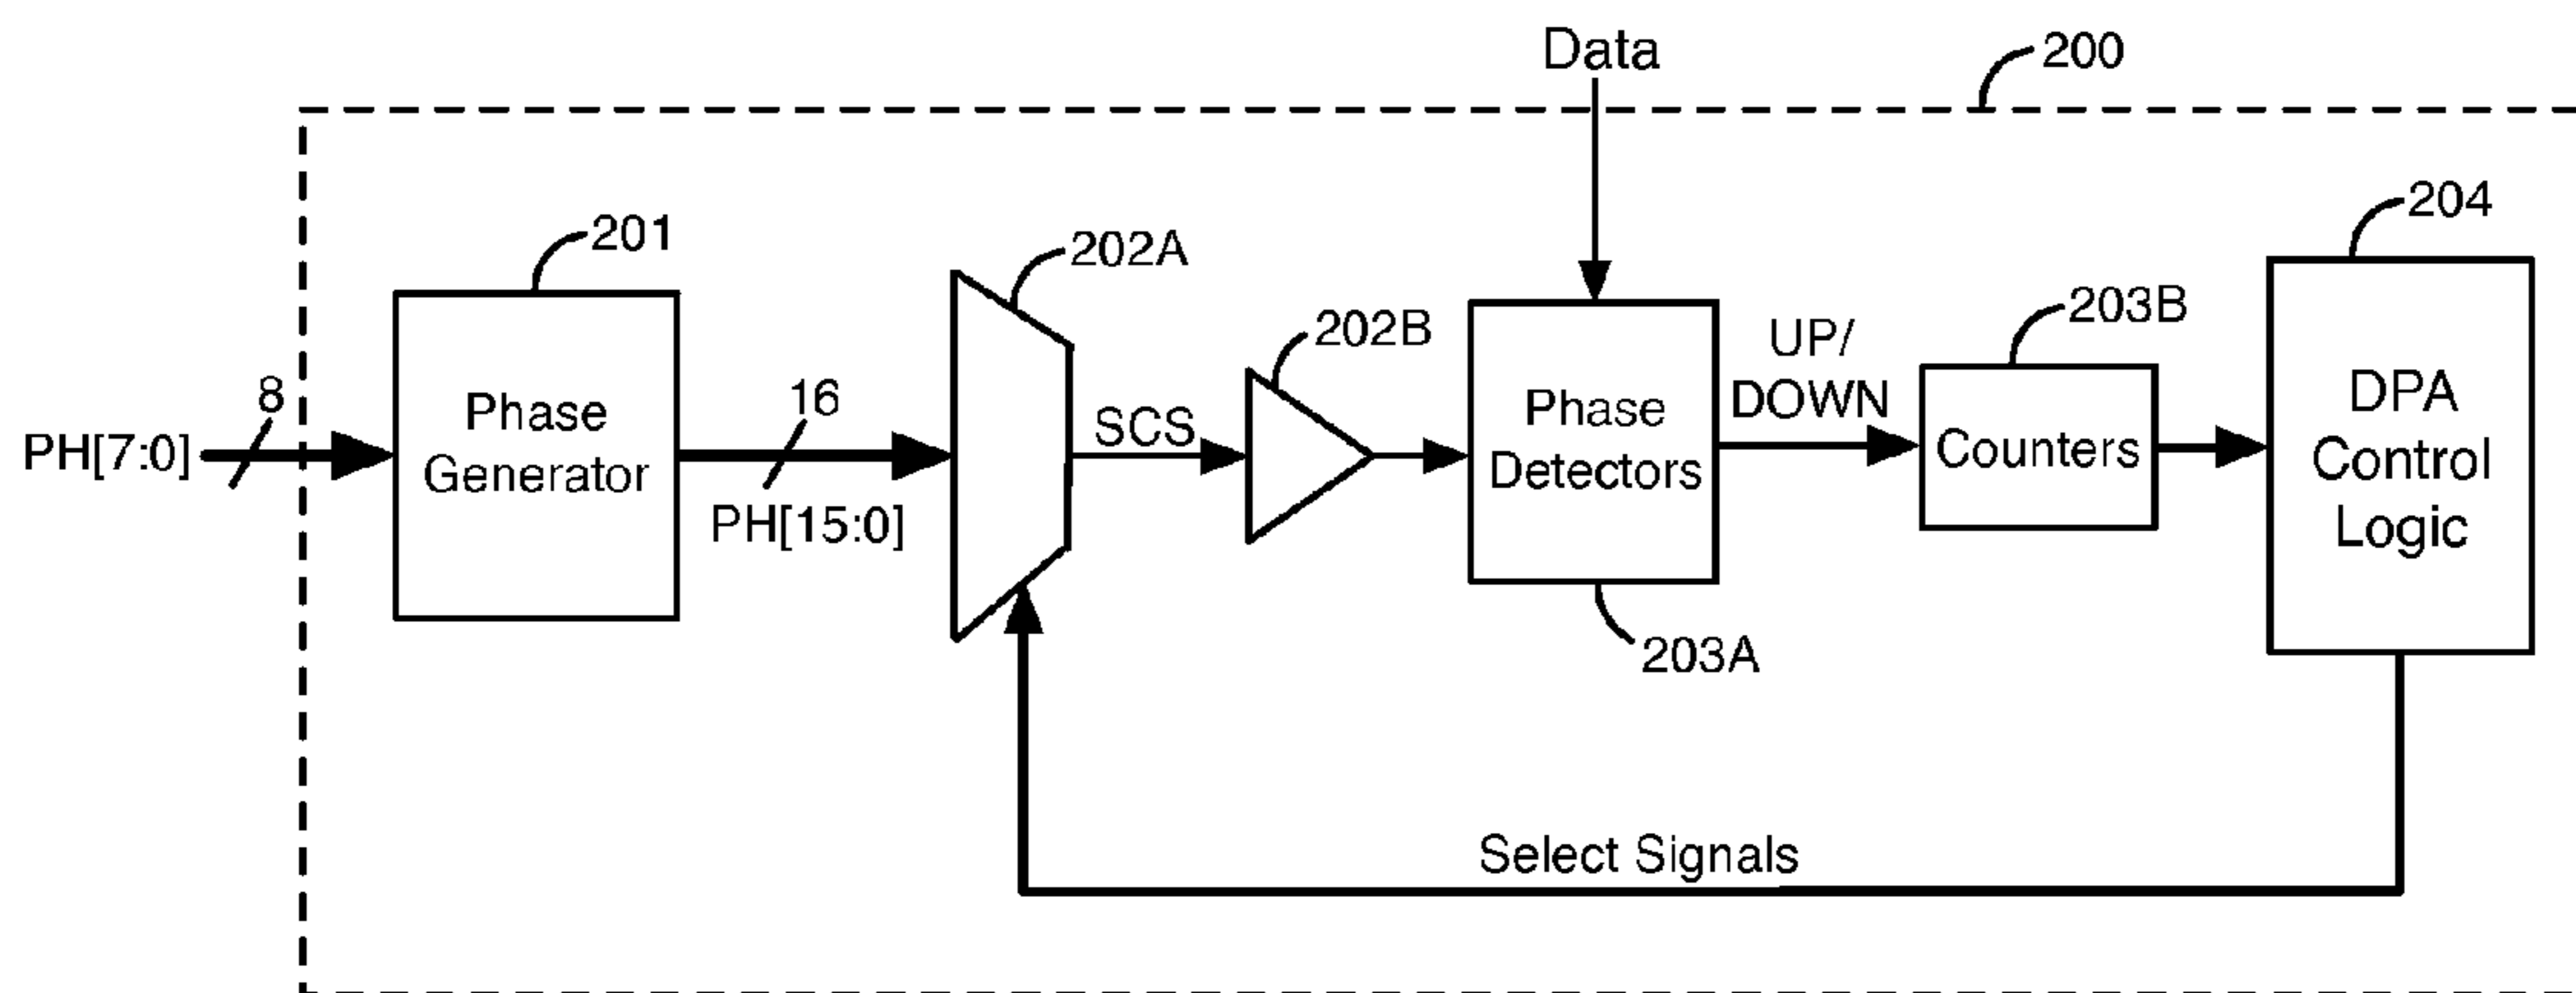 Data
200
201
202A
202B
203B
204
8
PH[7:0]
Phase
Generator
16
PH[15:0]
SCS
Phase
Detectors
203A
UP/
DOWN
Counters
DPA
Control
Logic
Select Signals